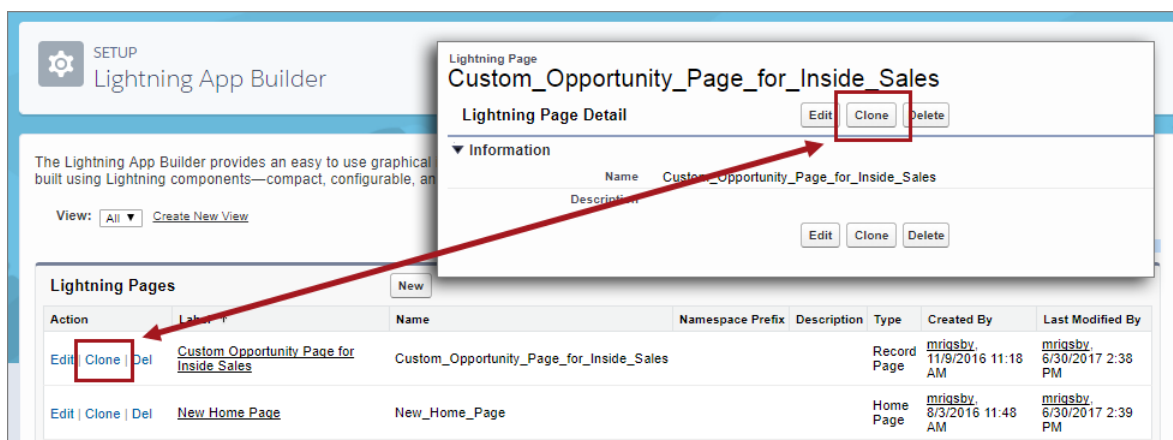 SETUP
Lightning App Builder
Lightning Page
Custom_Opportunity_Page_for_Inside_Sales
Lightning Page Detail
Edit Clone Delete
▼ Information
Name Custom_Opportunity_Page_for_Inside_Sales
Description
Edit Clone Delete
The Lightning App Builder provides an easy to use graphical
built using Lightning components—compact, configurable, an
View: All ▼ Create New View
Lightning Pages New
Action Label ↑ Name Namespace Prefix Description Type Created By Last Modified By
Edit | Clone | Del Custom Opportunity Page for Inside Sales Custom_Opportunity_Page_for_Inside_Sales Record Page mrigsby, 11/9/2016 11:18 AM mrigsby, 6/30/2017 2:38 PM
Edit | Clone | Del New Home Page New_Home_Page Home Page mrigsby, 8/3/2016 11:48 AM mrigsby, 6/30/2017 2:39 PM